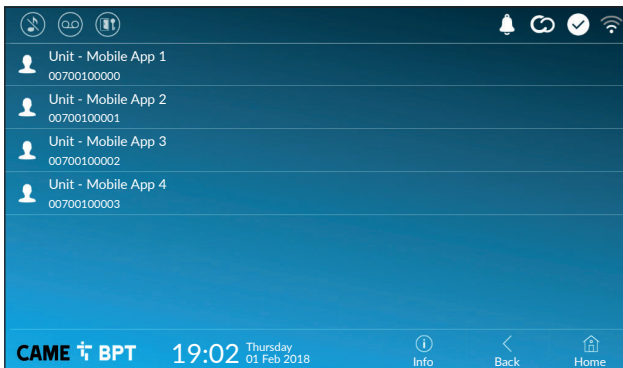 Unit - Mobile App 1
00700100000
Unit - Mobile App 2
00700100001
Unit - Mobile App 3
00700100002
Unit - Mobile App 4
00700100003
CAME BPT
19:02
Thursday
01 Feb 2018
Info
Back
Home